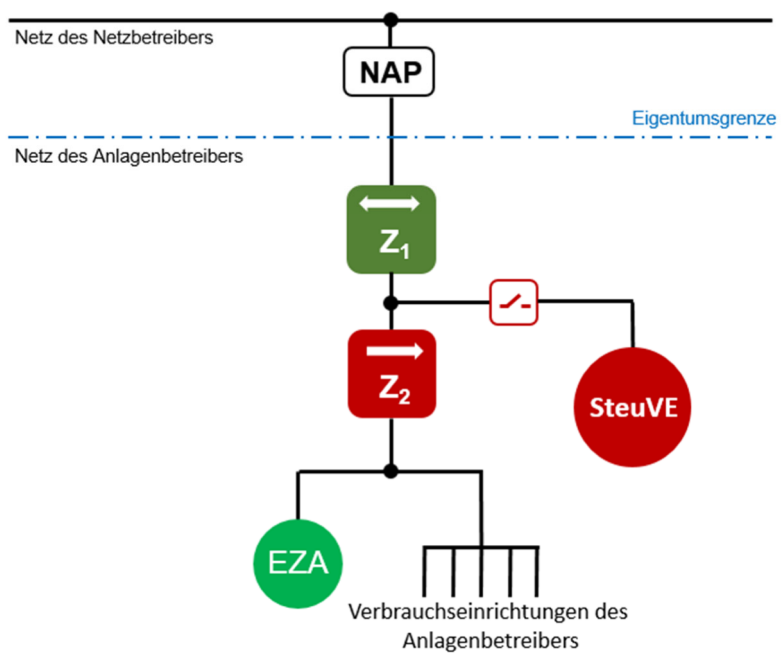 Netz des Netzbetreibers
NAP
Eigentumsgrenze
Netz des Anlagenbetreibers
Z₁
Z₂
SteuVE
EZA
Verbrauchseinrichtungen des
Anlagenbetreibers